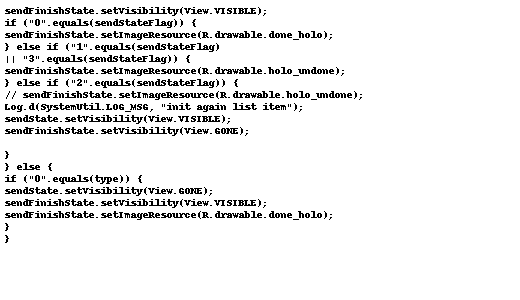 sendFinishState.setVisibility(View.VISIBLE);
if ("0".equals(sendStateFlag)) {
sendFinishState.setImageResource(R.drawable.done_holo);
} else if ("1".equals(sendStateFlag)
|| "3".equals(sendStateFlag)) {
sendFinishState.setImageResource(R.drawable.holo_undone);
} else if ("2".equals(sendStateFlag)) {
// sendFinishState.setImageResource(R.drawable.holo_undone);
Log.d(SystemUtil.LOG_MSG, "init again list item");
sendState.setVisibility(View.VISIBLE);
sendFinishState.setVisibility(View.GONE);

}
} else {
if ("0".equals(type)) {
sendState.setVisibility(View.GONE);
sendFinishState.setVisibility(View.VISIBLE);
sendFinishState.setImageResource(R.drawable.done_holo);
}
}